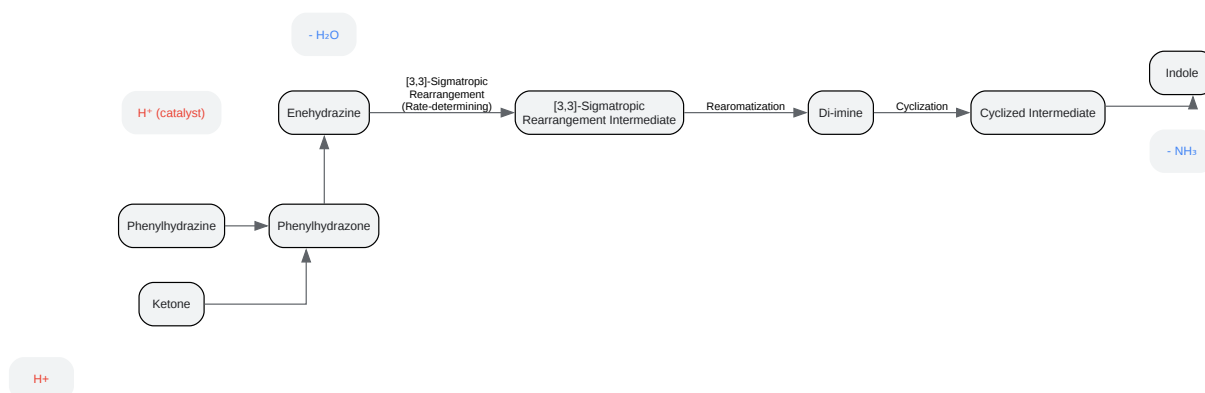 - H₂O
Indole
[3,3]-Sigmatropic
Rearrangement
(Rate-determining)
H⁺ (catalyst)
Enehydrazine
[3,3]-Sigmatropic
Rearrangement Intermediate
Rearomatization
Di-imine
Cyclization
Cyclized Intermediate
- NH₃
Phenylhydrazine
Phenylhydrazone
Ketone
H+